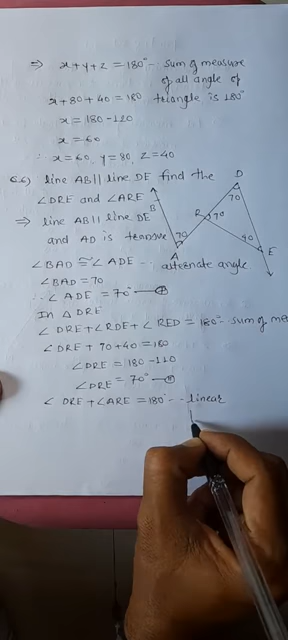 ⇒ x+y+z = 180° -- sum of measure
of all angle of
x+80+40 = 180 triangle is 180°
x = 180 - 120
x = 60
∴ x=60, y=80, z=40
Q.6) line AB || line DE find the
∠DRE and ∠ARE
⇒ line AB || line DE
and AD is
∠BAD ≅ ∠ADE -- alternate angle
∠BAD = 70
∴ ∠ADE = 70° — Ⓘ
In △DRE
∠DRE + ∠RDE + ∠RED = 180° -- sum of me
∠DRE + 70 + 40 = 180
∠DRE = 180 - 110
∠DRE = 70° — Ⓘ
∠DRE + ∠ARE = 180° -- linear
D
70
B
R
70
70
A
40
E